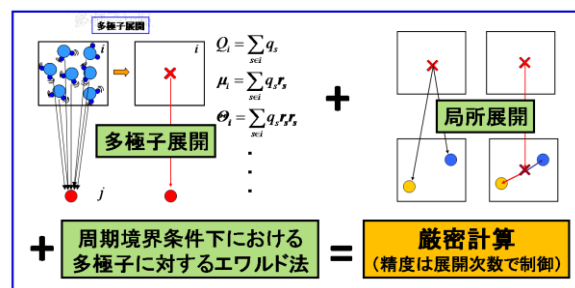 多極子展開
i
i
Q_i = ∑_{s∈i} q_s
μ_i = ∑_{s∈i} q_s r_s
Θ_i = ∑_{s∈i} q_s r_s r_s
・
・
・
多極子展開
j
+
局所展開
+
周期境界条件下における
多極子に対するエワルド法
=
厳密計算
(精度は展開次数で制御)